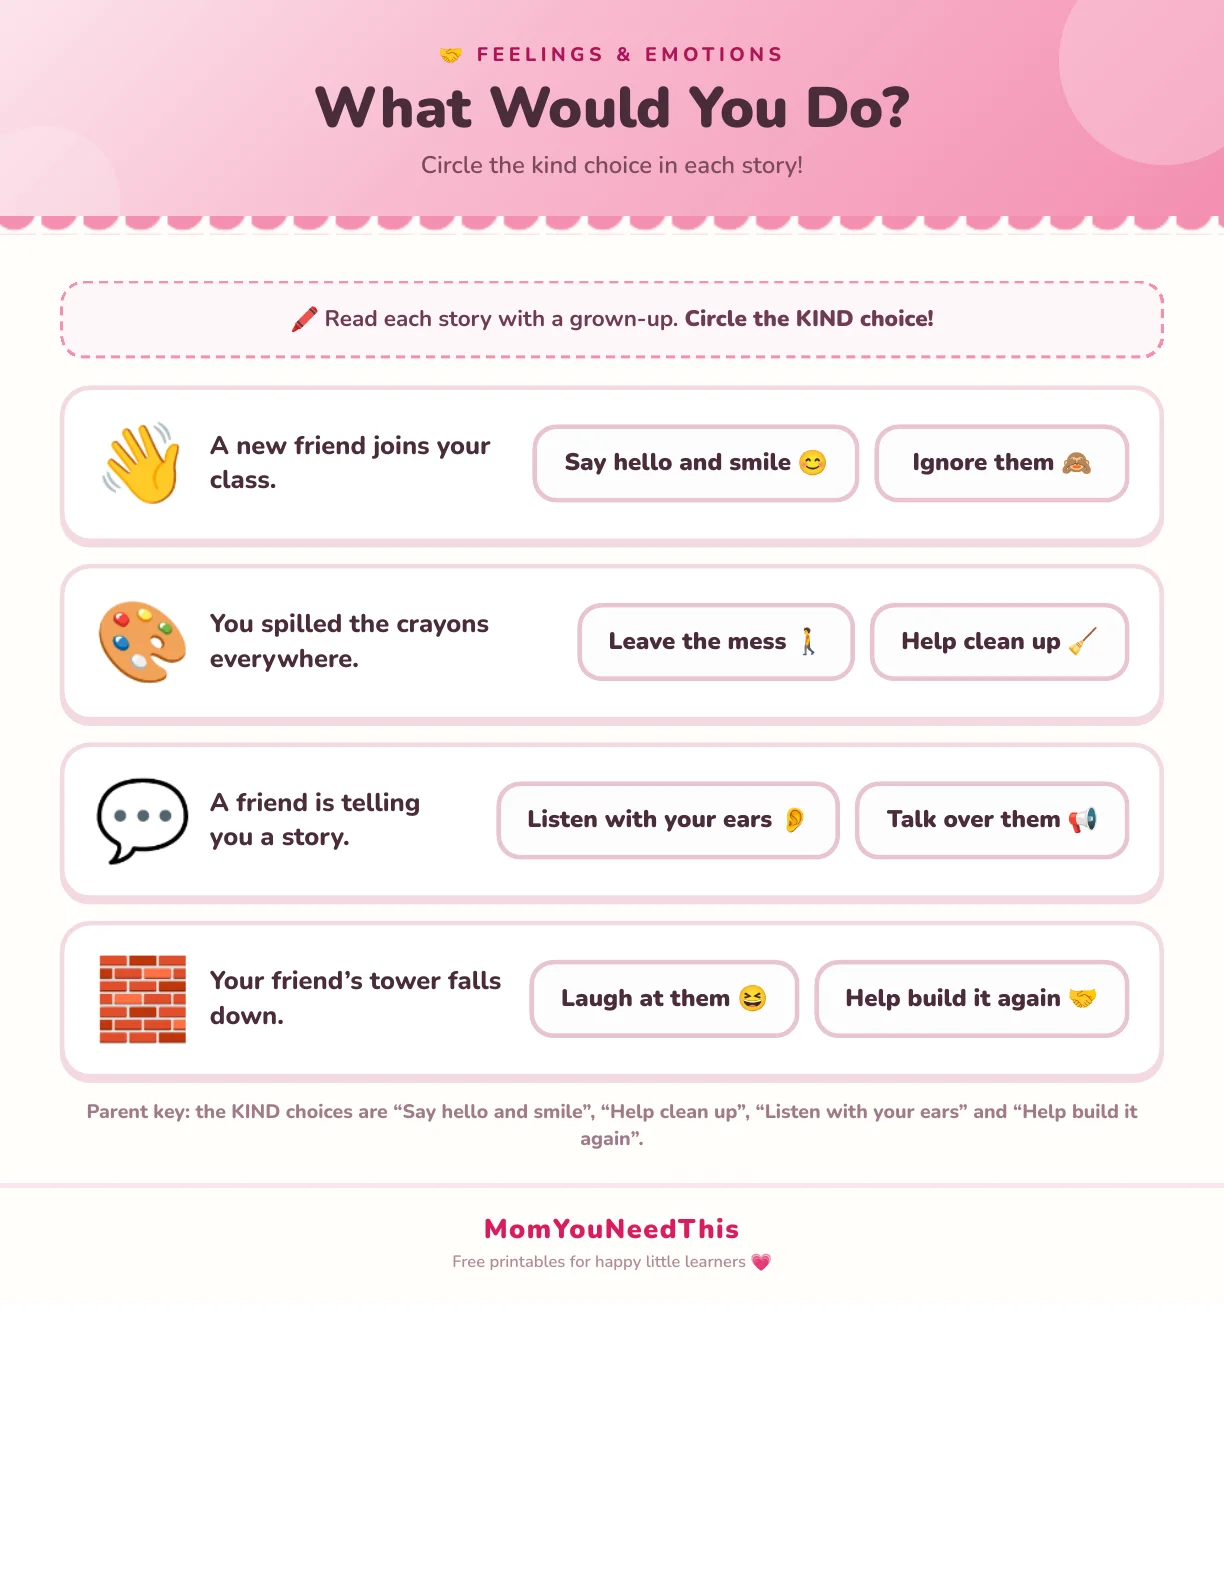 🤝 FEELINGS & EMOTIONS
What Would You Do?
Circle the kind choice in each story!
🖍️ Read each story with a grown-up. Circle the KIND choice!
A new friend joins your
class.
Say hello and smile 😊
Ignore them 🙈
You spilled the crayons
everywhere.
Leave the mess 🚶
Help clean up 🧹
A friend is telling
you a story.
Listen with your ears 👂
Talk over them 📢
Your friend’s tower falls
down.
Laugh at them 😆
Help build it again 🤝
Parent key: the KIND choices are “Say hello and smile”, “Help clean up”, “Listen with your ears” and “Help build it
again”.
MomYouNeedThis
Free printables for happy little learners 💗